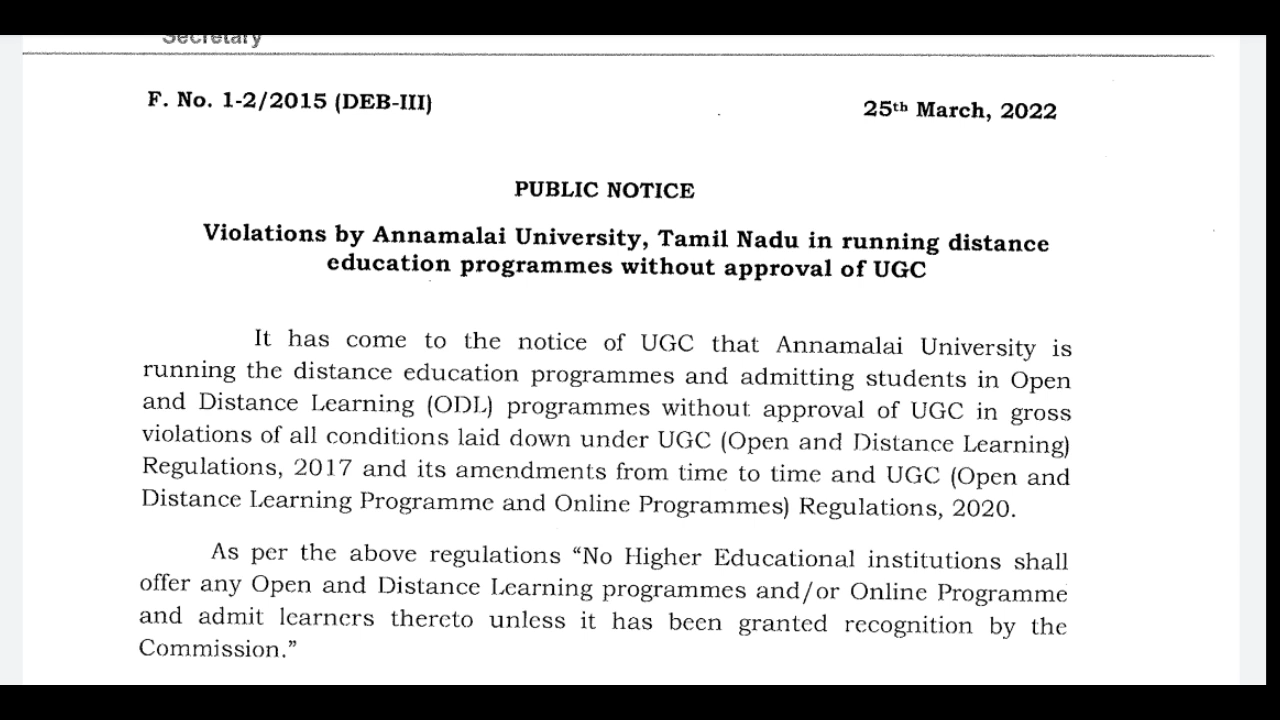 Secretary
F. No. 1-2/2015 (DEB-III)
25th March, 2022
PUBLIC NOTICE
Violations by Annamalai University, Tamil Nadu in running distance
education programmes without approval of UGC
It has come to the notice of UGC that Annamalai University is
running the distance education programmes and admitting students in Open
and Distance Learning (ODL) programmes without approval of UGC in gross
violations of all conditions laid down under UGC (Open and Distance Learning)
Regulations, 2017 and its amendments from time to time and UGC (Open and
Distance Learning Programme and Online Programmes) Regulations, 2020.
As per the above regulations “No Higher Educational institutions shall
offer any Open and Distance Learning programmes and/or Online Programme
and admit learners thereto unless it has been granted recognition by the
Commission.”